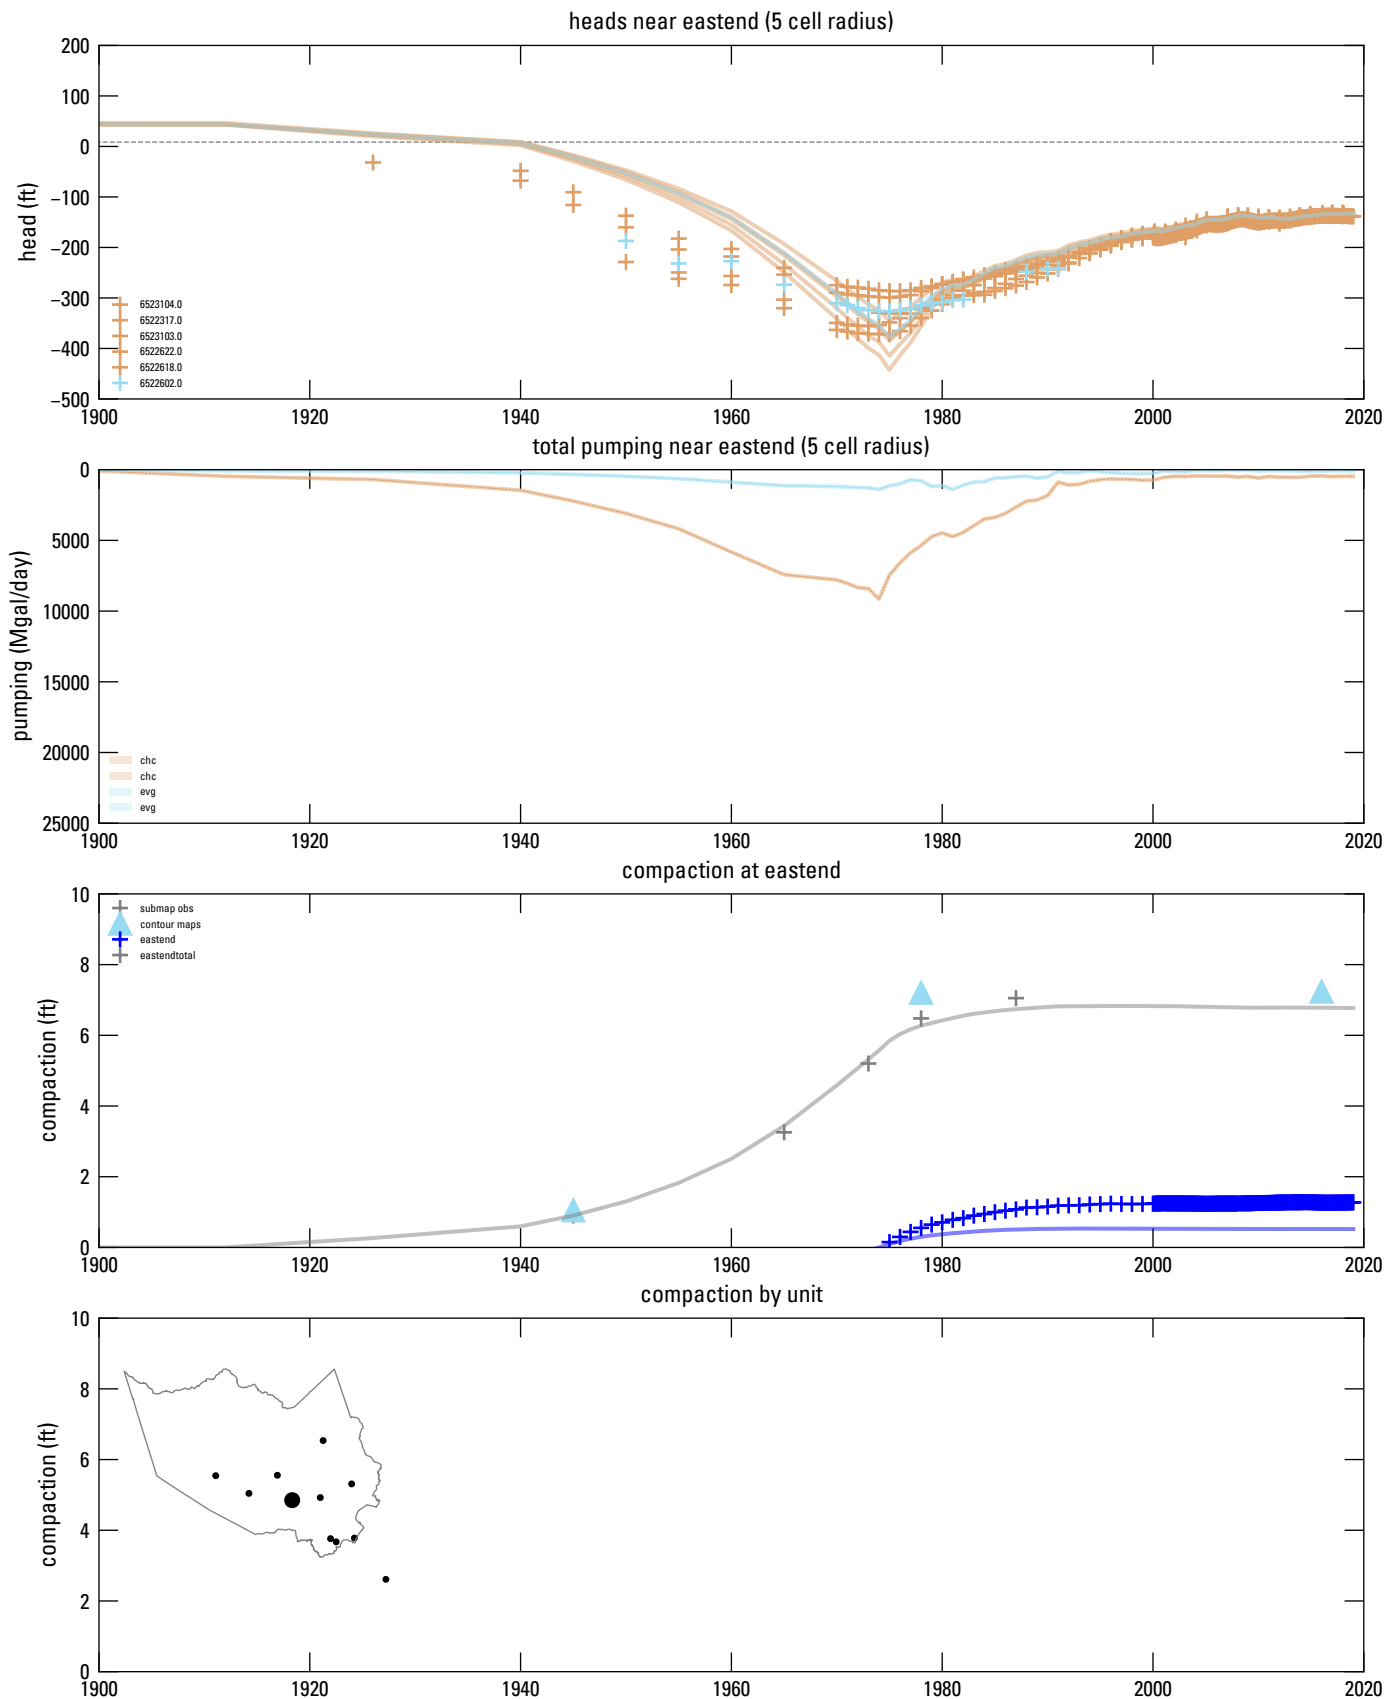 heads near eastend (5 cell radius)
200
100
0
−100
−200
−300
−400
−500
head (ft)
6523104.0
6522317.0
6523103.0
6522622.0
6522618.0
6522602.0
1900 1920 1940 1960 1980 2000 2020
total pumping near eastend (5 cell radius)
0
5000
10000
15000
20000
25000
pumping (Mgal/day)
chc
chc
evg
evg
1900 1920 1940 1960 1980 2000 2020
compaction at eastend
10
8
6
4
2
0
compaction (ft)
submap obs
contour maps
eastend
eastendtotal
1900 1920 1940 1960 1980 2000 2020
compaction by unit
10
8
6
4
2
0
compaction (ft)
1900 1920 1940 1960 1980 2000 2020